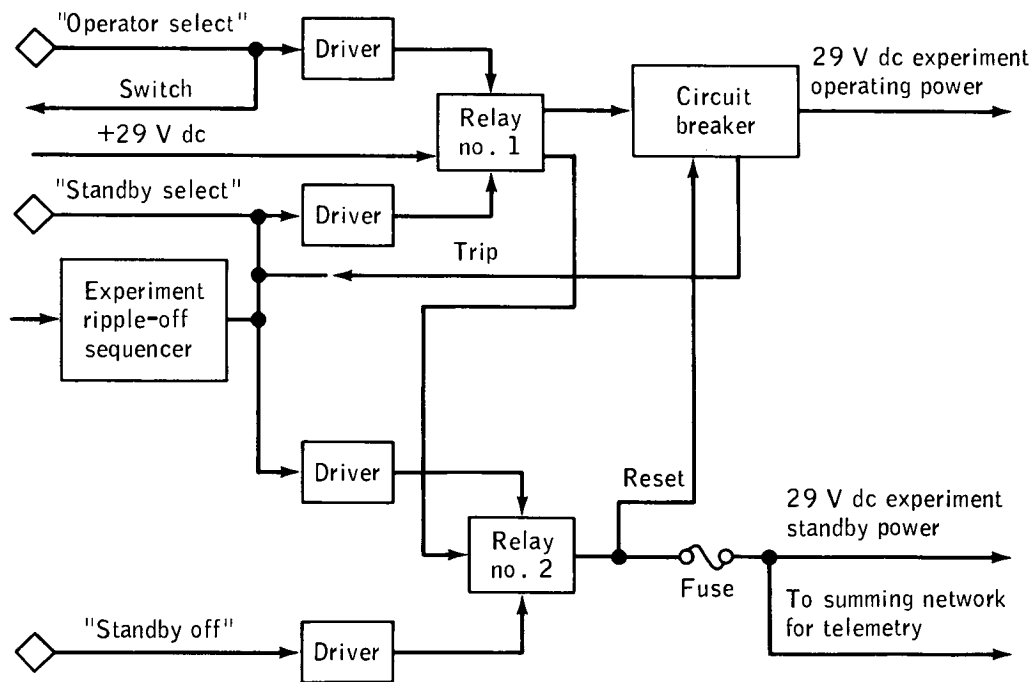 "Operator select"
Driver
29 V dc experiment
operating power
Switch
Circuit
breaker
+29 V dc
Relay
no. 1
"Standby select"
Driver
Trip
Experiment
ripple-off
sequencer
Driver
Reset
29 V dc experiment
standby power
Relay
no. 2
Fuse
To summing network
for telemetry
"Standby off"
Driver